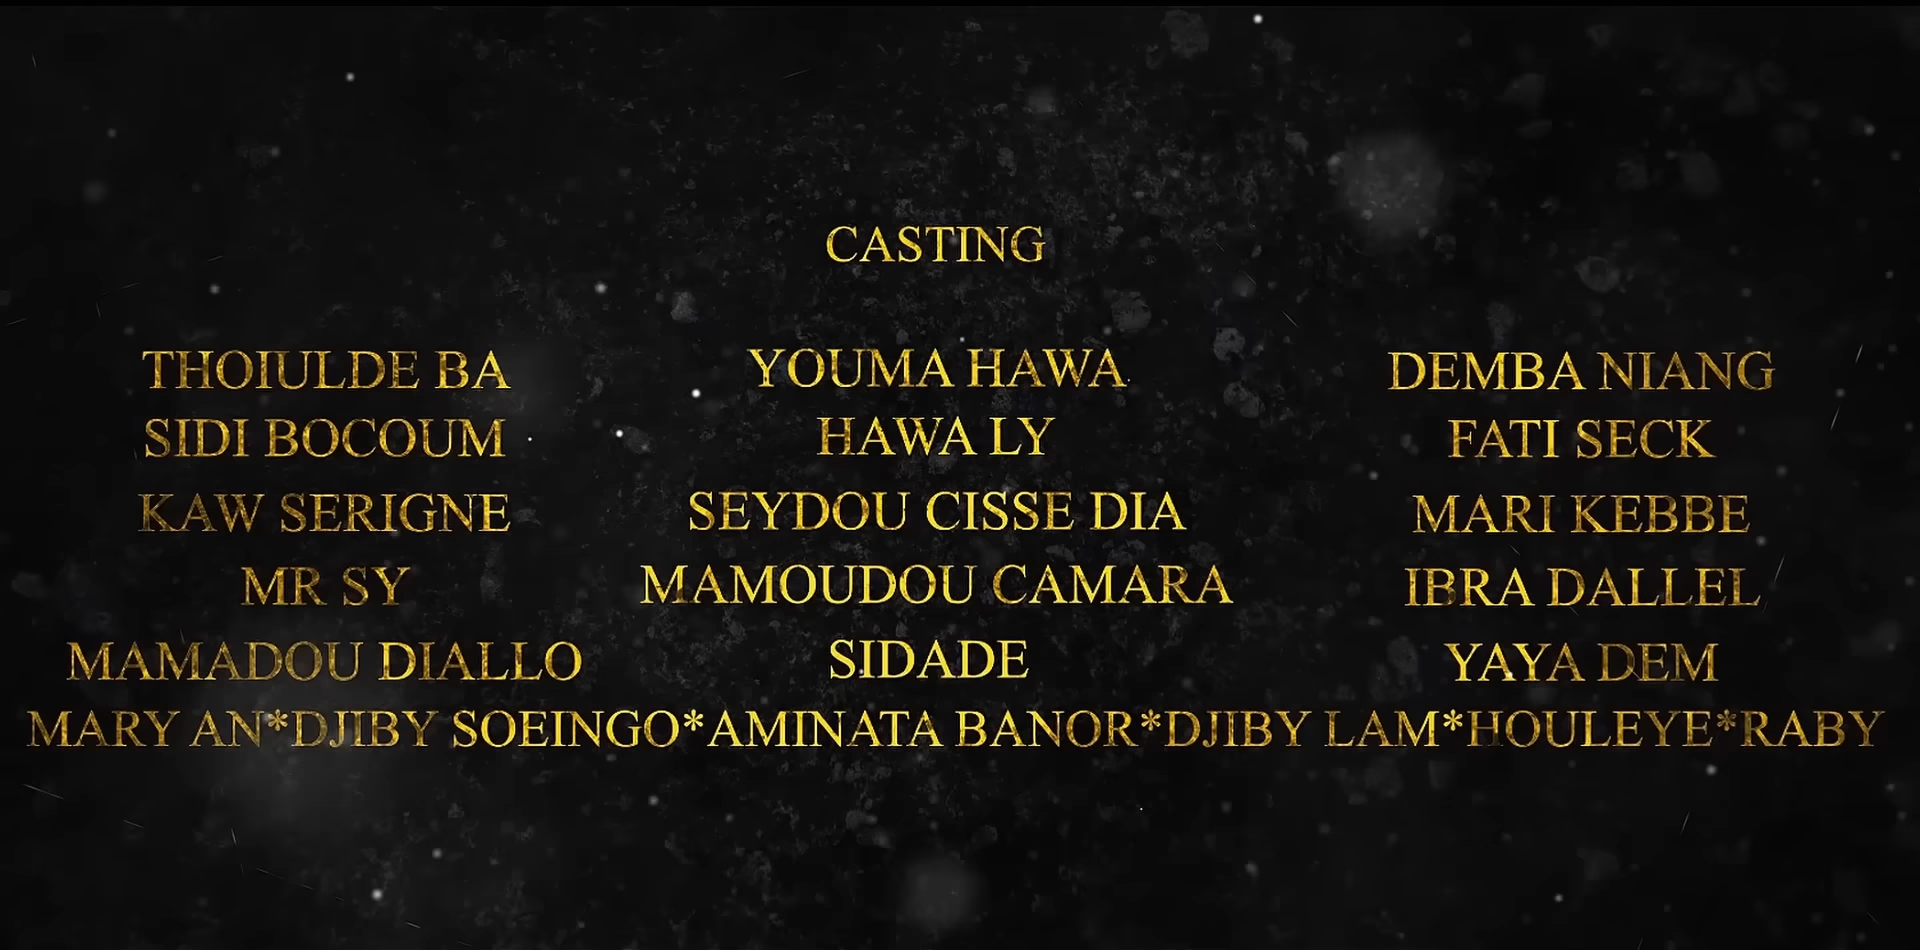 CASTING
THOIULDE BA YOUMA HAWA DEMBA NIANG
SIDI BOCOUM HAWA LY FATI SECK
KAW SERIGNE SEYDOU CISSE DIA MARI KEBBE
MR SY MAMOUDOU CAMARA IBRA DALLEL
MAMADOU DIALLO SIDADE YAYA DEM
MARY AN*DJIBY SOEINGO*AMINATA BANOR*DJIBY LAM*HOULEYE*RABY